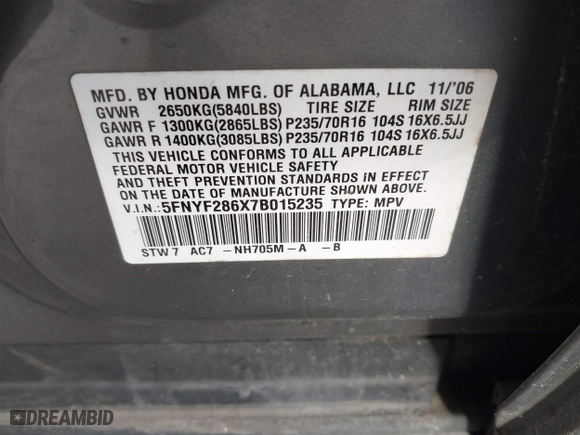 MFD. BY HONDA MFG. OF ALABAMA, LLC 11/'06
GVWR 2650KG(5840LBS) TIRE SIZE RIM SIZE
GAWR F 1300KG(2865LBS) P235/70R16 104S 16X6.5JJ
GAWR R 1400KG(3085LBS) P235/70R16 104S 16X6.5JJ
THIS VEHICLE CONFORMS TO ALL APPLICABLE
FEDERAL MOTOR VEHICLE SAFETY
AND THEFT PREVENTION STANDARDS IN EFFECT
ON THE DATE OF MANUFACTURE SHOWN ABOVE.
V.I.N.: 5FNYF286X7B015235 TYPE: MPV
STW 7 AC7 -NH705M-A -B
DREAMBID